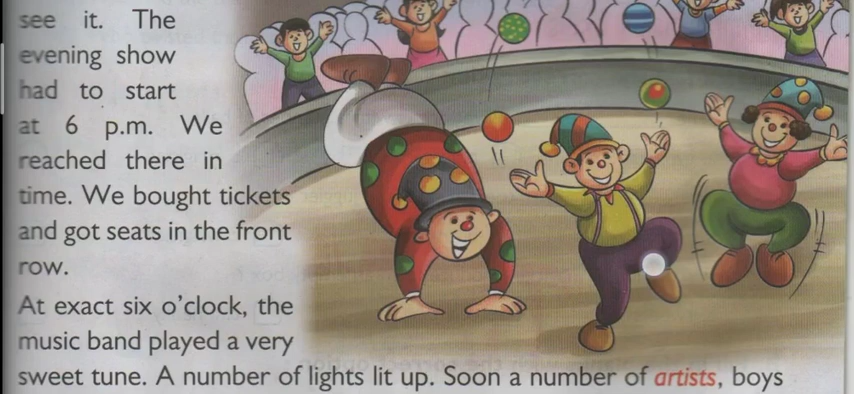 see it. The
evening show
had to start
at 6 p.m. We
reached there in
time. We bought tickets
and got seats in the front
row.
At exact six o'clock, the
music band played a very
sweet tune. A number of lights lit up. Soon a number of artists, boys